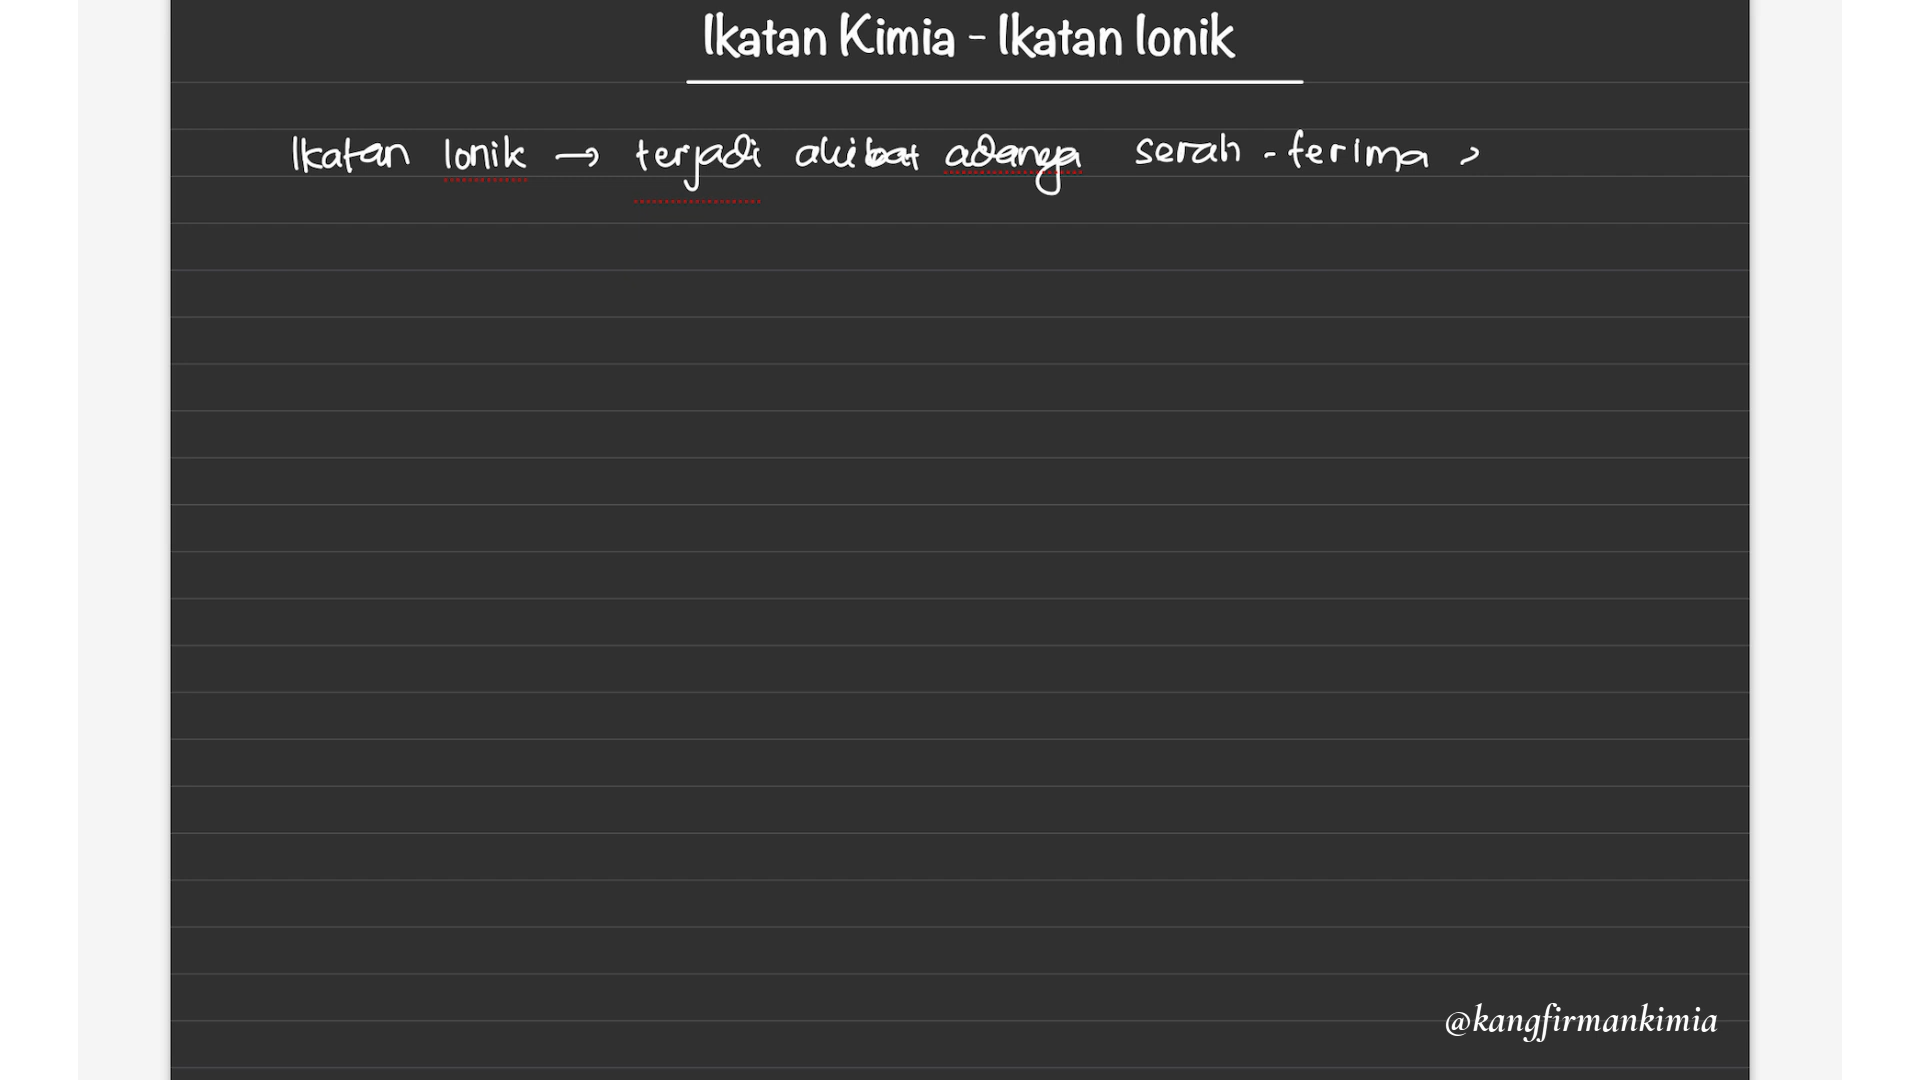 Ikatan Kimia - Ikatan Ionik
Ikatan Ionik → terjadi akibat adanya serah - terima
@kangfirmankimia